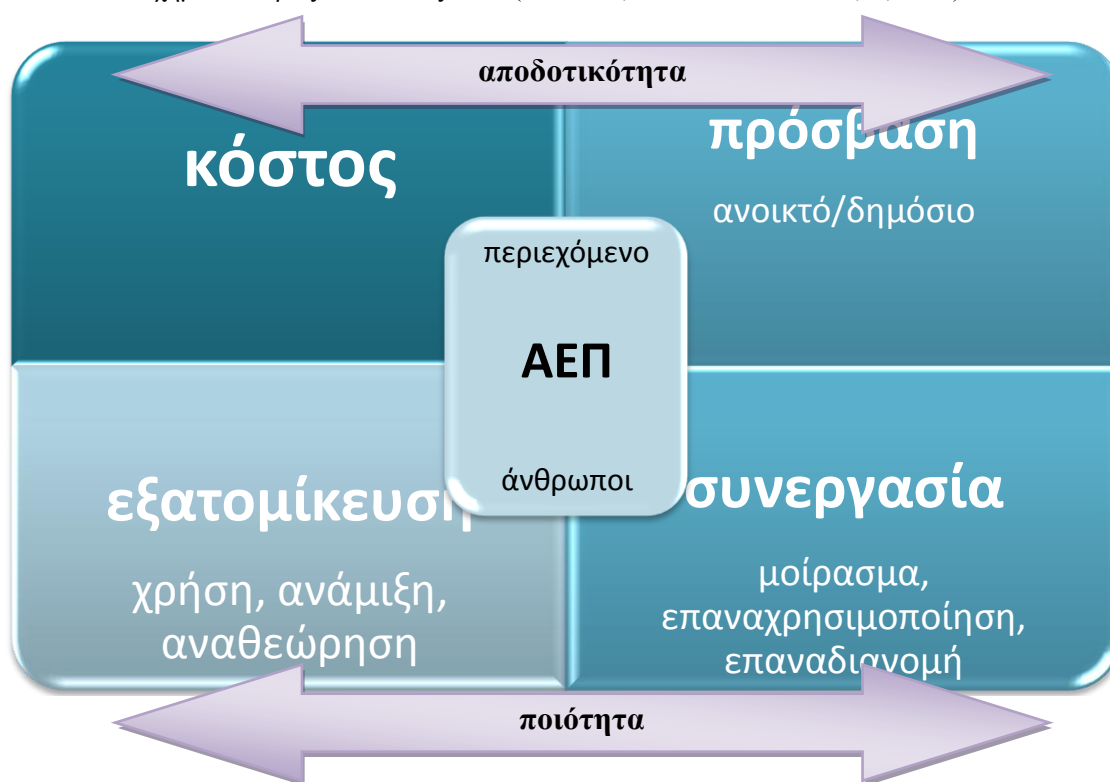 αποδοτικότητα
κόστος
πρόσβαση
ανοικτό/δημόσιο
περιεχόμενο
ΑΕΠ
άνθρωποι
εξατομίκευση
χρήση, ανάμιξη,
αναθεώρηση
συνεργασία
μοίρασμα,
επαναχρησιμοποίηση,
επαναδιανομή
ποιότητα